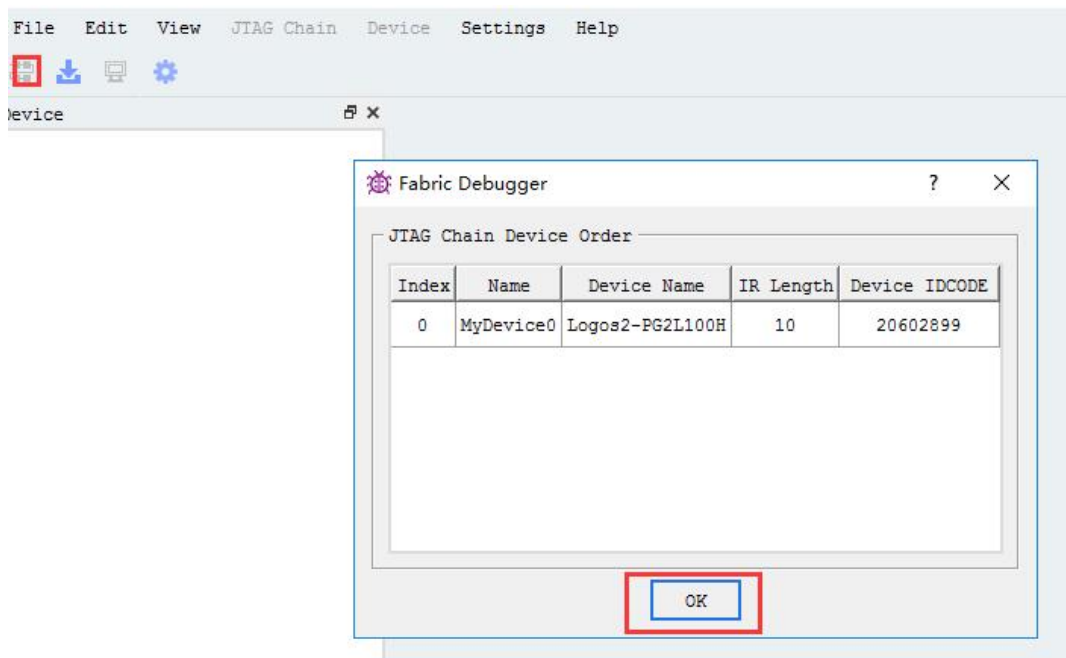 File Edit View JTAG Chain Device Settings Help
Device
Fabric Debugger
JTAG Chain Device Order
Index Name Device Name IR Length Device IDCODE
0 MyDevice0 Logos2-PG2L100H 10 20602899
OK